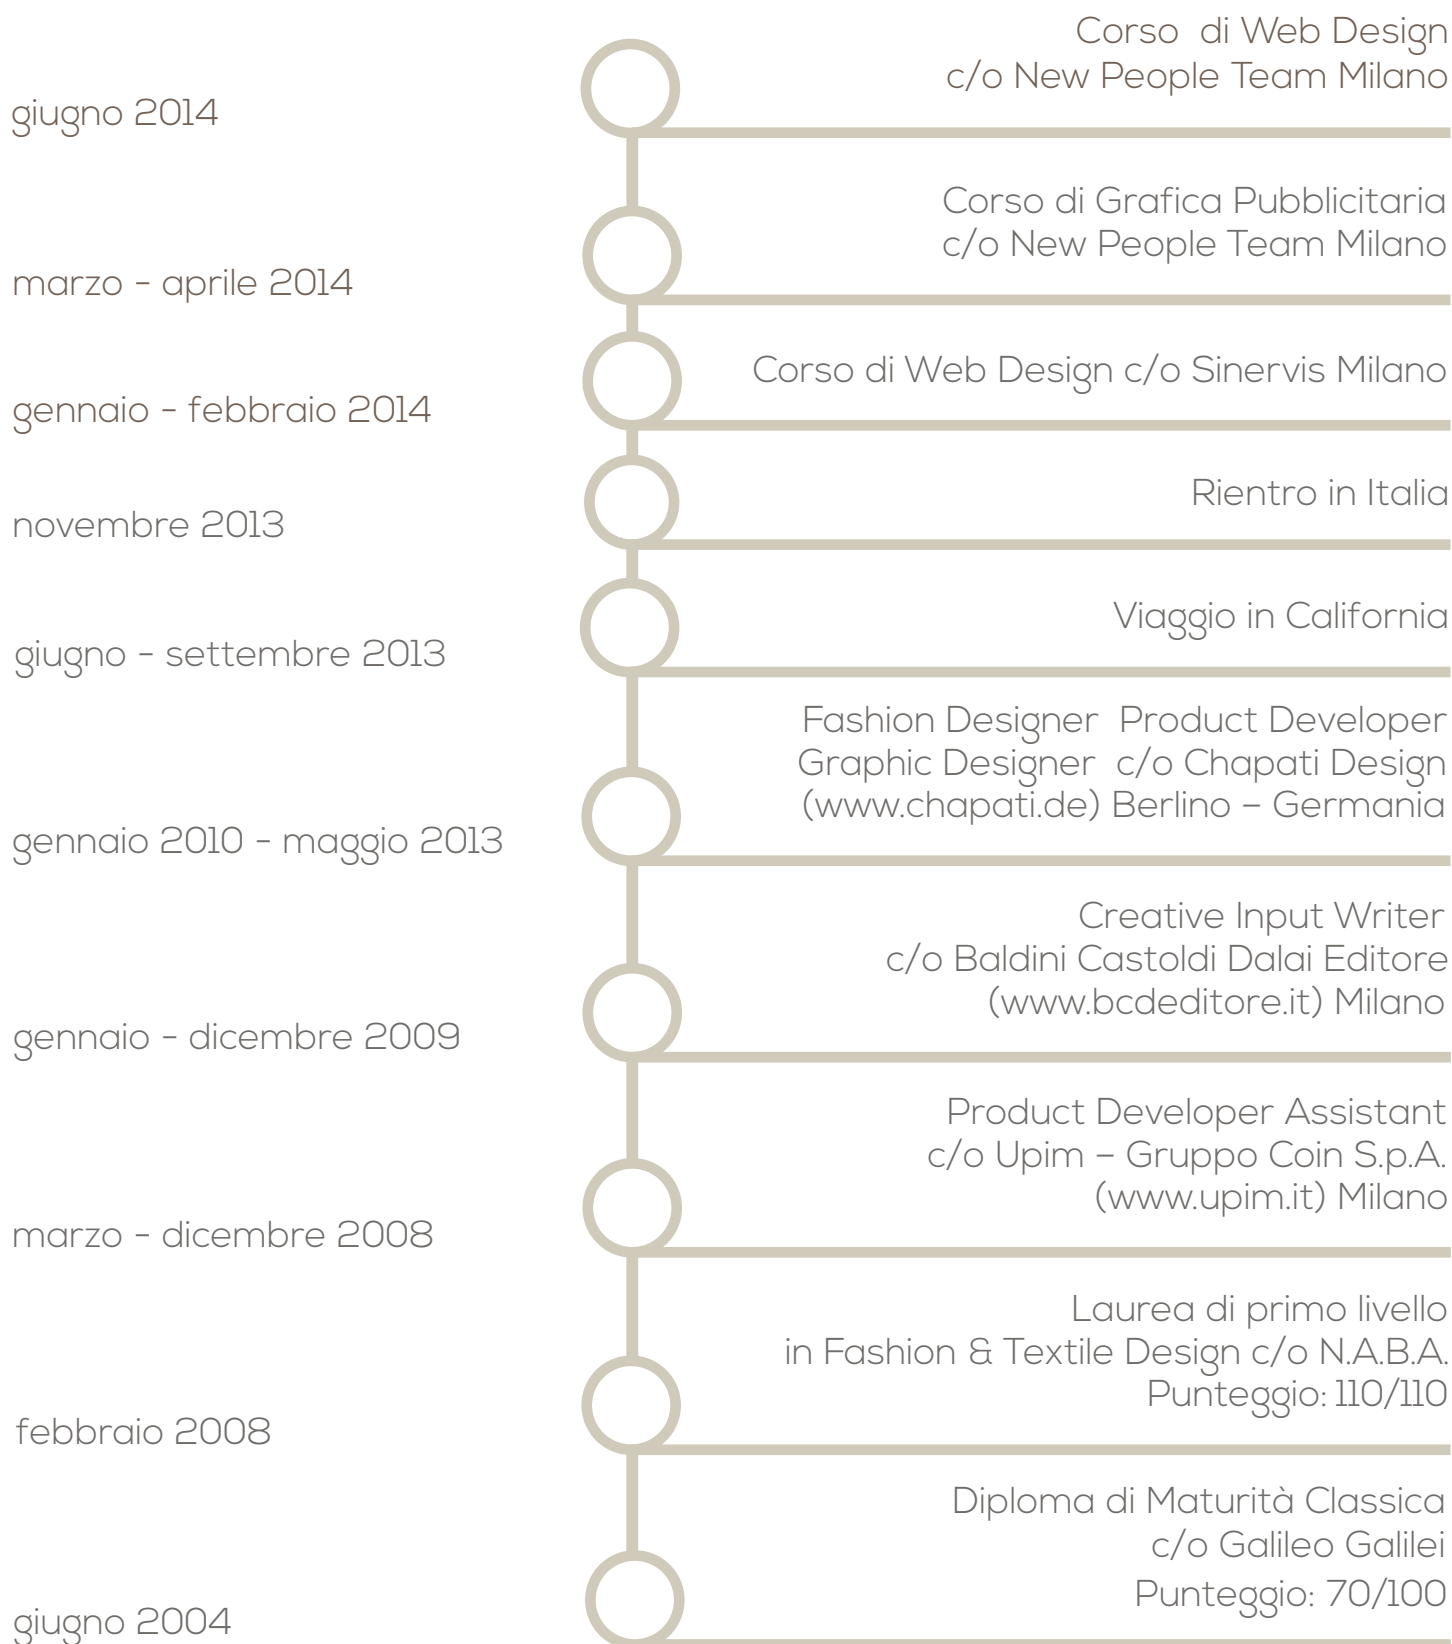 Corso di Web Design
c/o New People Team Milano
giugno 2014
Corso di Grafica Pubblicitaria
c/o New People Team Milano
marzo - aprile 2014
Corso di Web Design c/o Sinervis Milano
gennaio - febbraio 2014
Rientro in Italia
novembre 2013
Viaggio in California
giugno - settembre 2013
Fashion Designer Product Developer
Graphic Designer c/o Chapati Design
(www.chapati.de) Berlino – Germania
gennaio 2010 - maggio 2013
Creative Input Writer
c/o Baldini Castoldi Dalai Editore
(www.bcdeditore.it) Milano
gennaio - dicembre 2009
Product Developer Assistant
c/o Upim – Gruppo Coin S.p.A.
(www.upim.it) Milano
marzo - dicembre 2008
Laurea di primo livello
in Fashion & Textile Design c/o N.A.B.A.
Punteggio: 110/110
febbraio 2008
Diploma di Maturità Classica
c/o Galileo Galilei
Punteggio: 70/100
giugno 2004